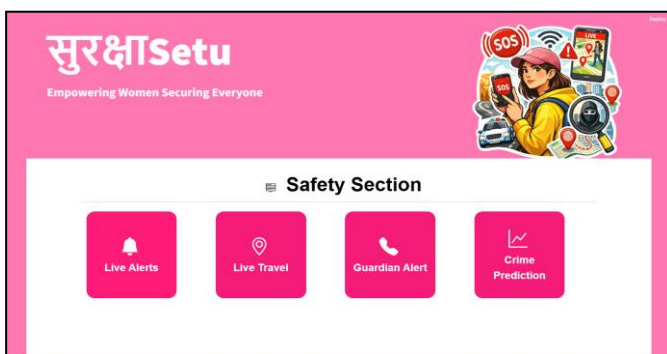 Deploy
सुरक्षाSetu
Empowering Women Securing Everyone
SOS
LIVE
SOS
Safety Section
Live Alerts
Live Travel
Guardian Alert
Crime
Prediction